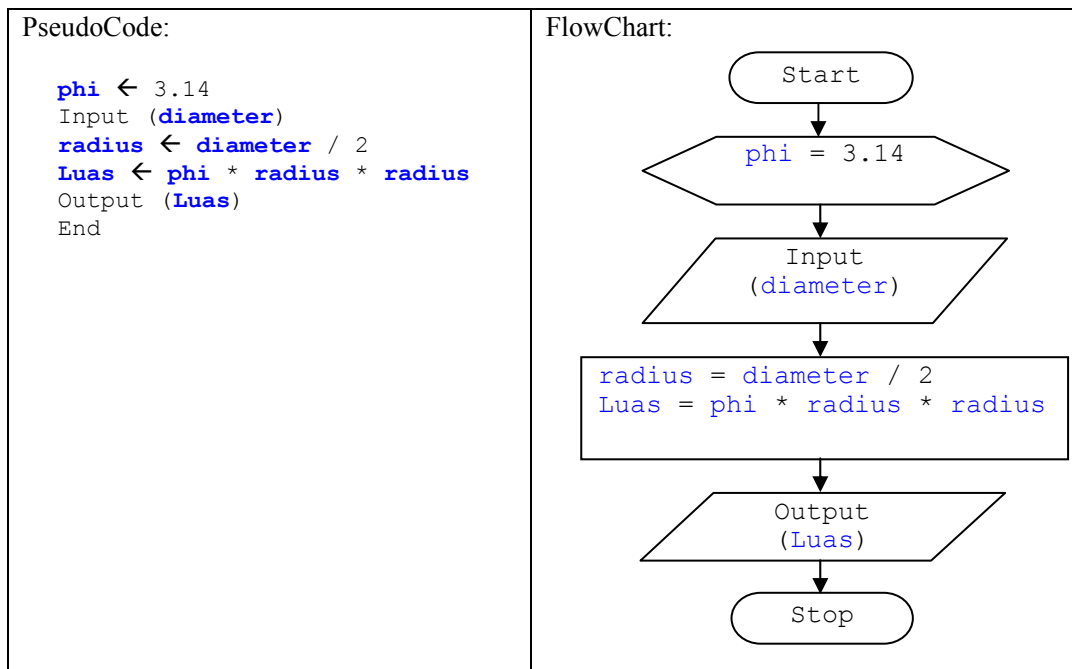 PseudoCode:
phi ← 3.14
Input (diameter)
radius ← diameter / 2
Luas ← phi * radius * radius
Output (Luas)
End
FlowChart:
Start
phi = 3.14
Input
(diameter)
radius = diameter / 2
Luas = phi * radius * radius
Output
(Luas)
Stop